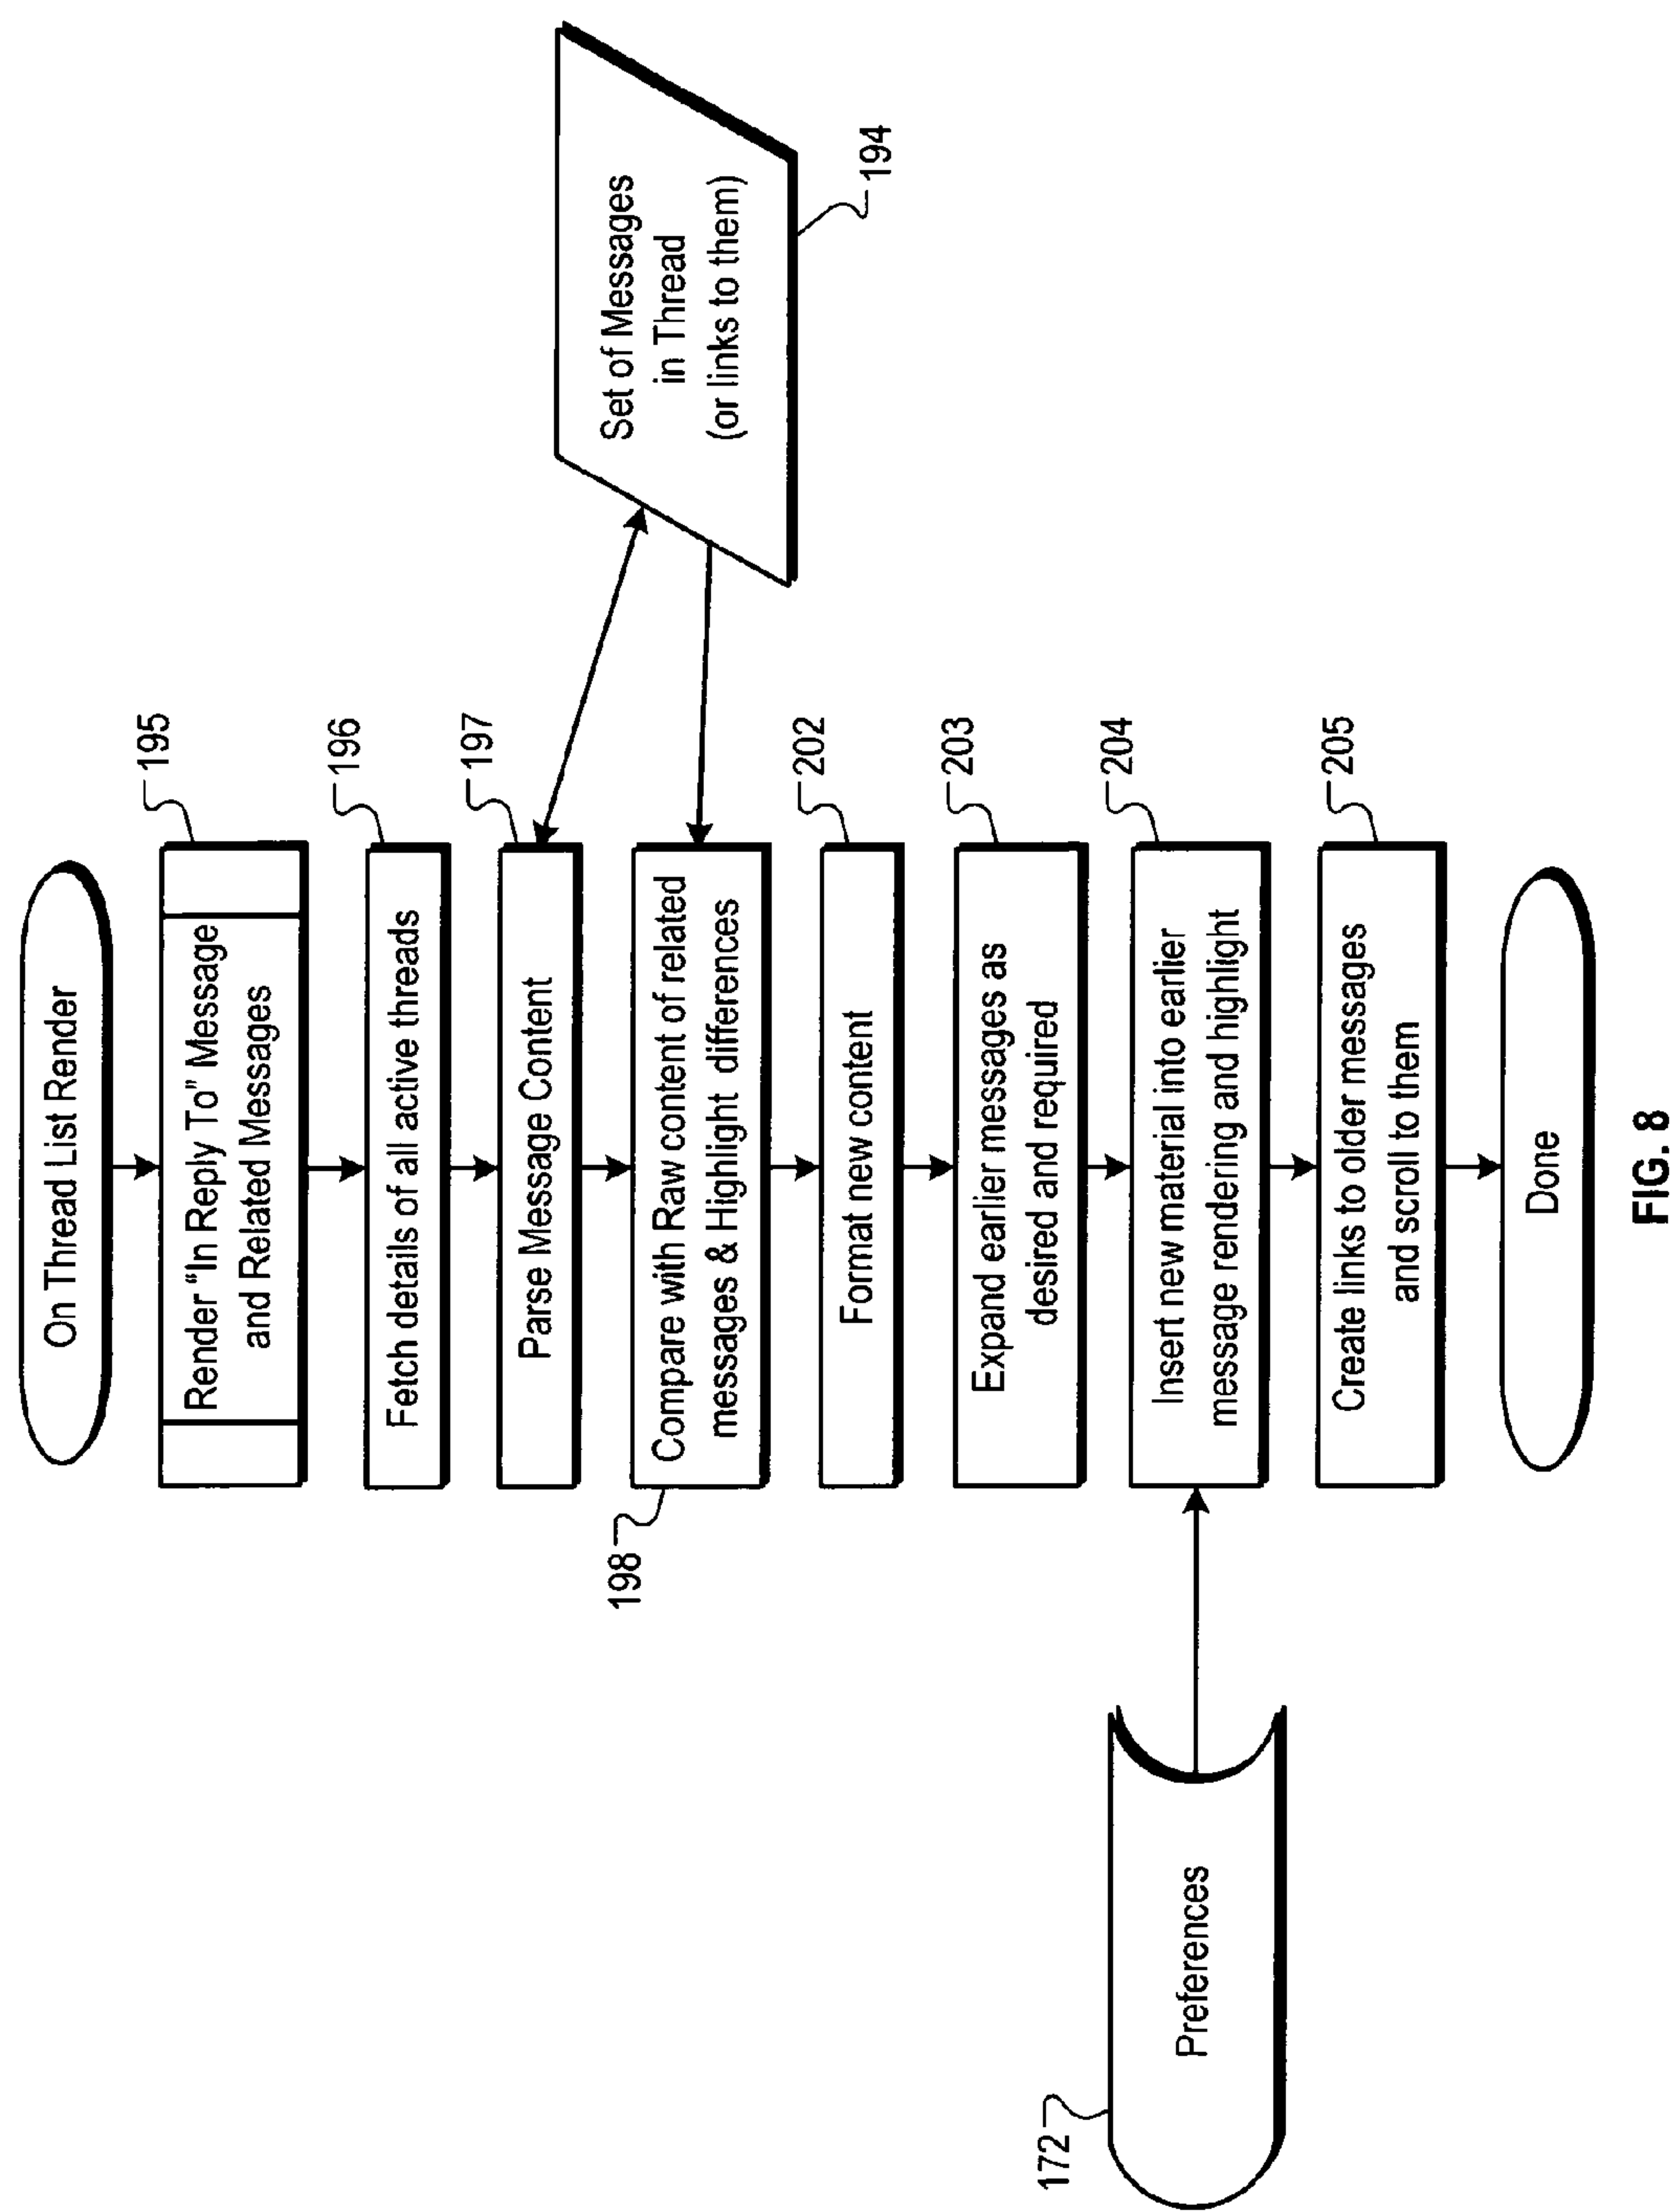 On Thread List Render
195
Render “In Reply To” Message
and Related Messages
196
Fetch details of all active threads
197
Parse Message Content
Set of Messages
in Thread
(or links to them)
194
198
Compare with Raw content of related
messages & Highlight differences
202
Format new content
203
Expand earlier messages as
desired and required
204
Insert new material into earlier
message rendering and highlight
172
Preferences
205
Create links to older messages
and scroll to them
Done
FIG. 8